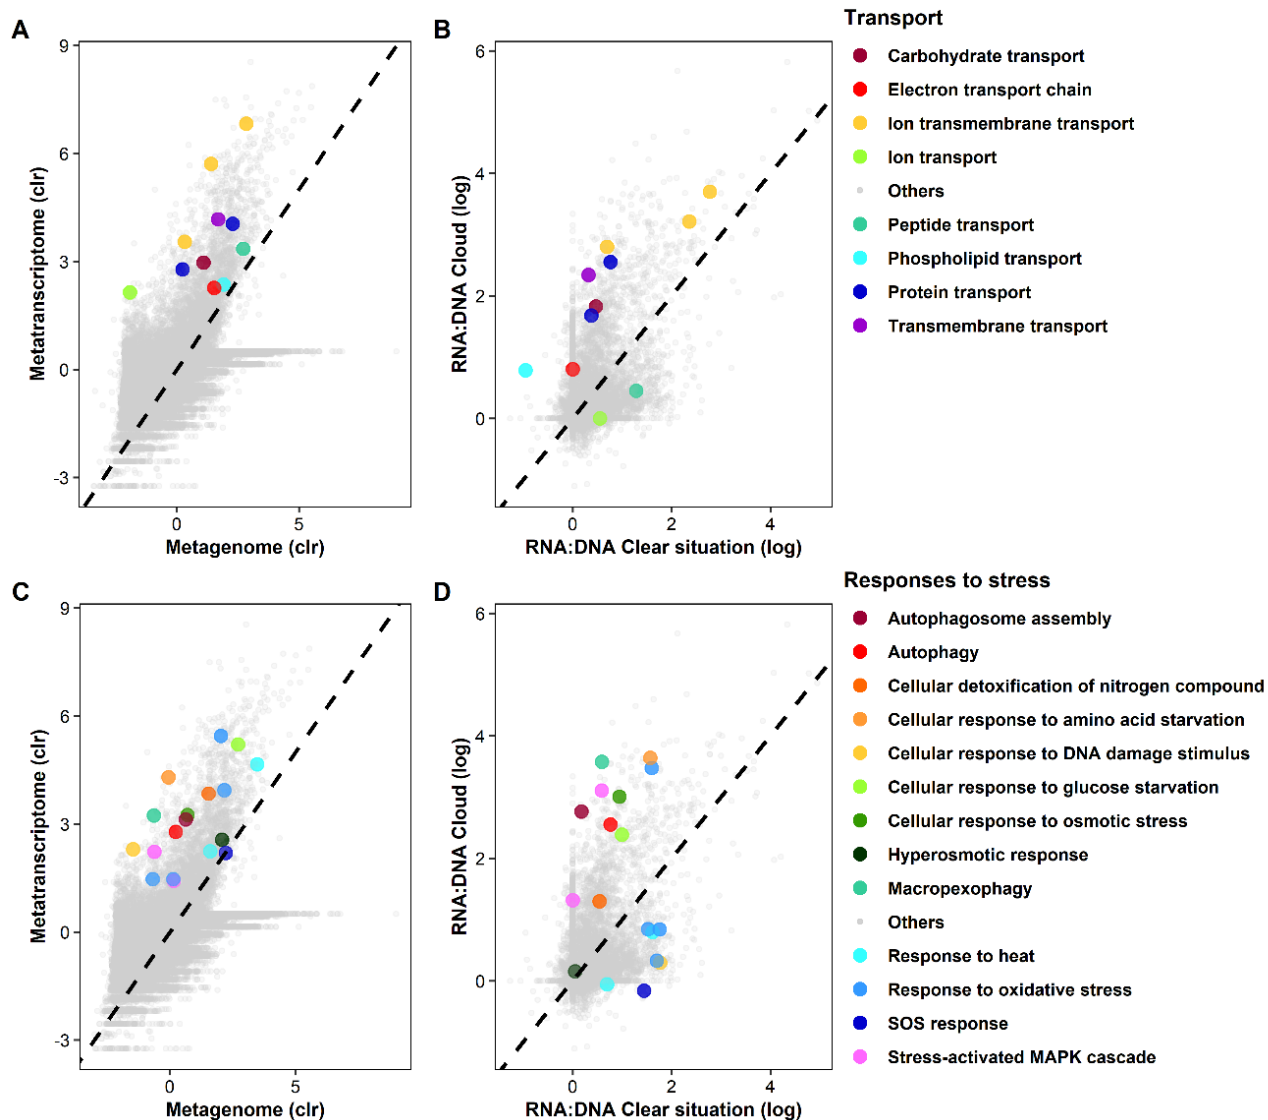 A
9
6
3
0
-3
Metatranscriptome (clr)
0
5
Metagenome (clr)
B
6
4
2
0
RNA:DNA Cloud (log)
0
2
4
RNA:DNA Clear situation (log)
Transport
Carbohydrate transport
Electron transport chain
Ion transmembrane transport
Ion transport
Others
Peptide transport
Phospholipid transport
Protein transport
Transmembrane transport
C
9
6
3
0
-3
Metatranscriptome (clr)
0
5
Metagenome (clr)
D
6
4
2
0
RNA:DNA Cloud (log)
0
2
4
RNA:DNA Clear situation (log)
Responses to stress
Autophagosome assembly
Autophagy
Cellular detoxification of nitrogen compound
Cellular response to amino acid starvation
Cellular response to DNA damage stimulus
Cellular response to glucose starvation
Cellular response to osmotic stress
Hyperosmotic response
Macropexophagy
Others
Response to heat
Response to oxidative stress
SOS response
Stress-activated MAPK cascade